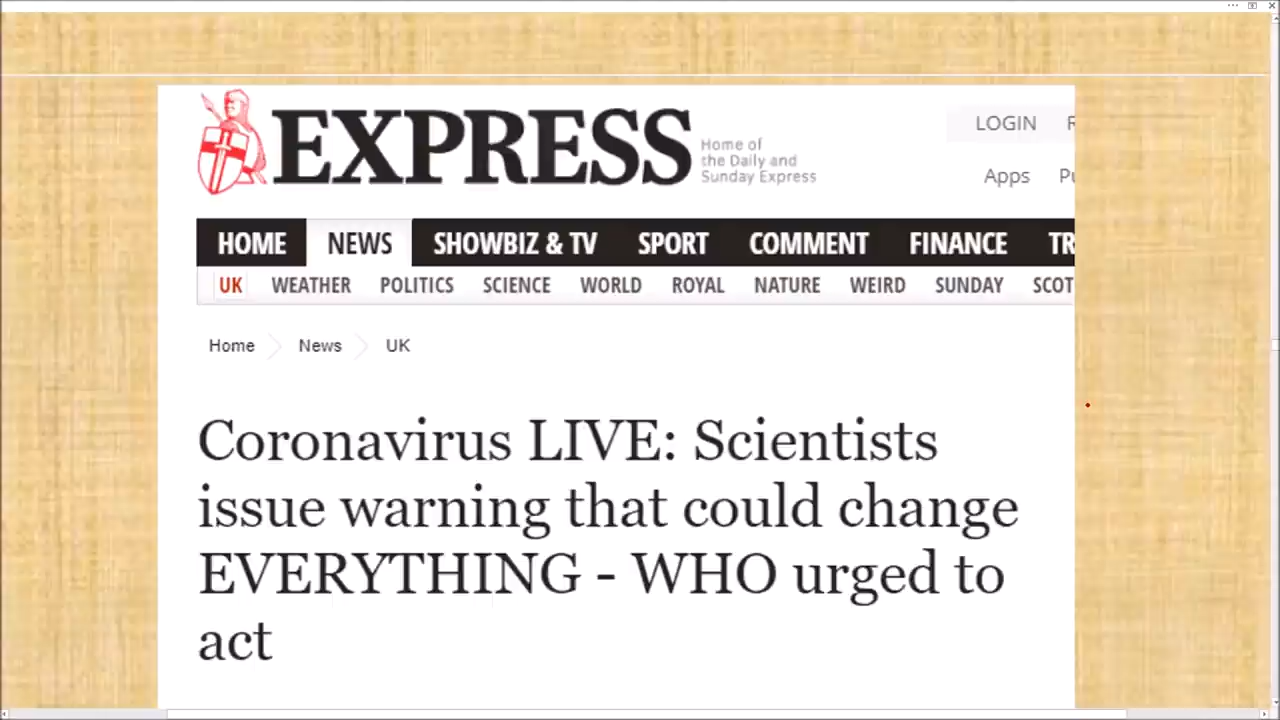 EXPRESS
Home of
the Daily and
Sunday Express
LOGIN
Apps
HOME NEWS SHOWBIZ & TV SPORT COMMENT FINANCE TR
UK WEATHER POLITICS SCIENCE WORLD ROYAL NATURE WEIRD SUNDAY SCOT
Home News UK
Coronavirus LIVE: Scientists
issue warning that could change
EVERYTHING - WHO urged to
act